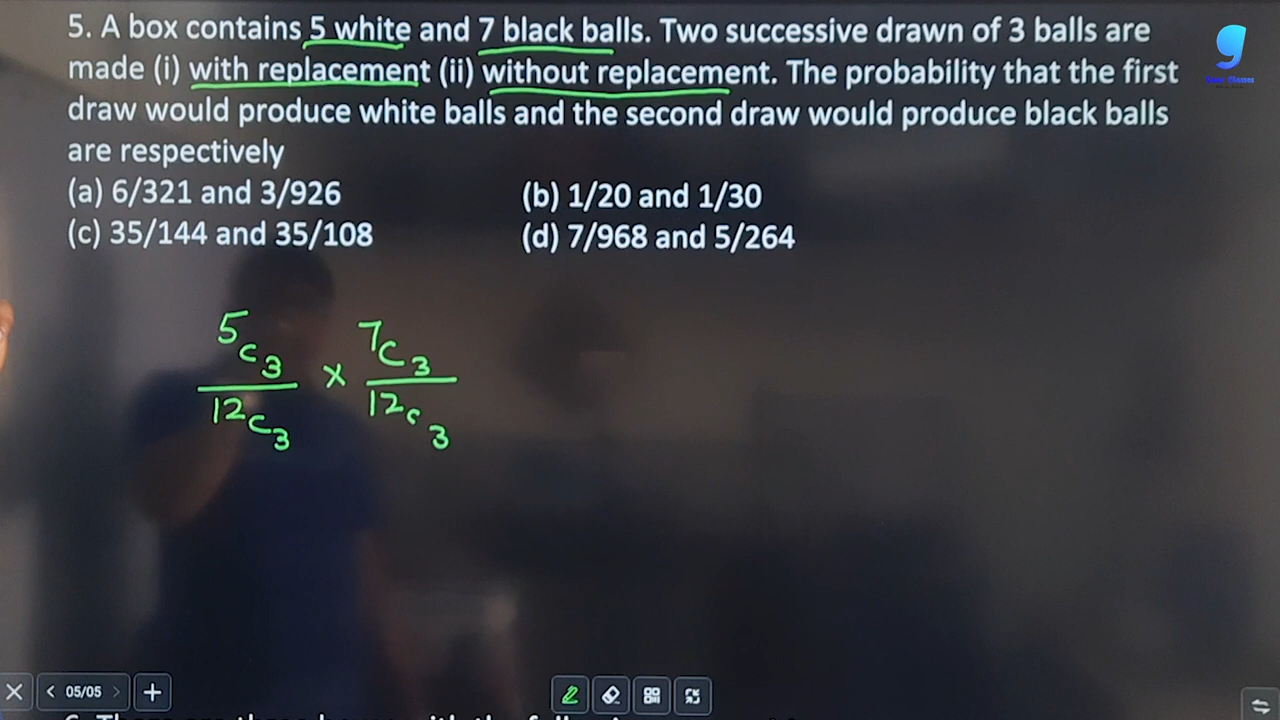 5. A box contains 5 white and 7 black balls. Two successive drawn of 3 balls are
made (i) with replacement (ii) without replacement. The probability that the first
draw would produce white balls and the second draw would produce black balls
are respectively
(a) 6/321 and 3/926 (b) 1/20 and 1/30
(c) 35/144 and 35/108 (d) 7/968 and 5/264
5C3 × 7C3
12C3 12C3
05/05